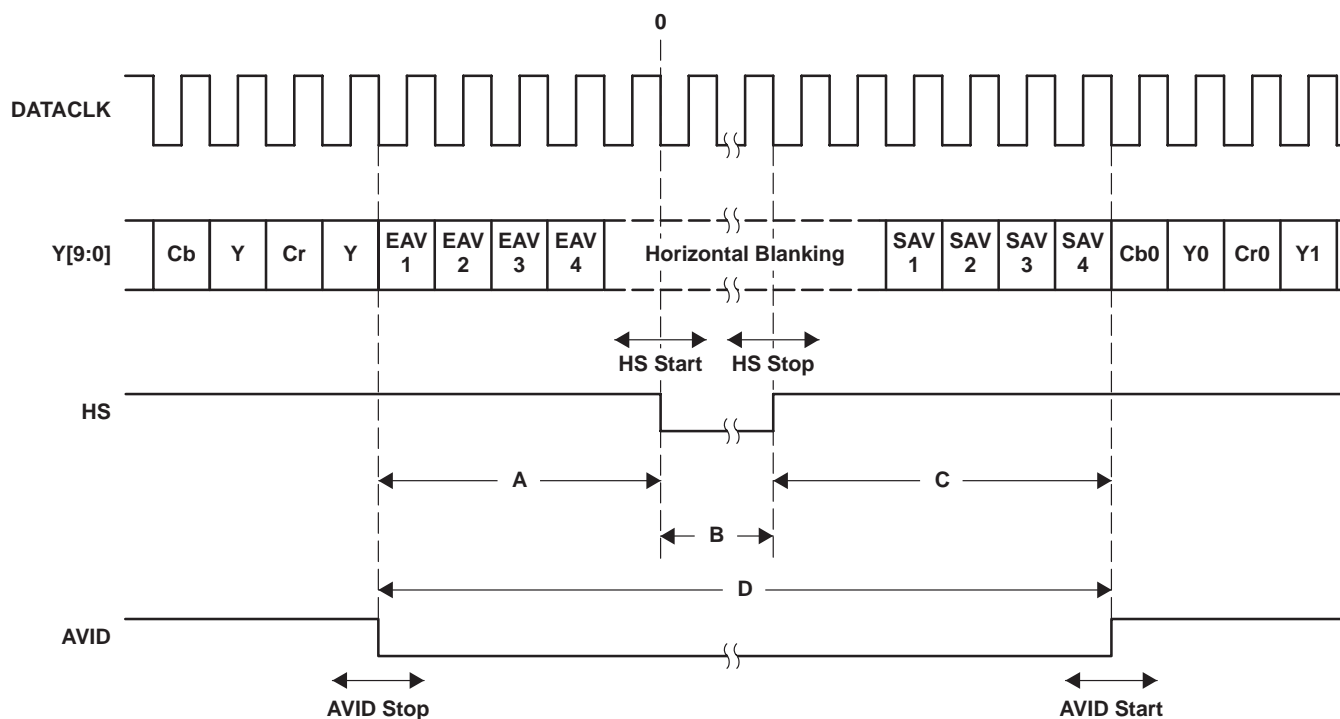 0
DATACLK
Y[9:0]
Cb
Y
Cr
Y
EAV
1
EAV
2
EAV
3
EAV
4
Horizontal Blanking
SAV
1
SAV
2
SAV
3
SAV
4
Cb0
Y0
Cr0
Y1
HS Start
HS Stop
HS
A
C
B
D
AVID
AVID Stop
AVID Start